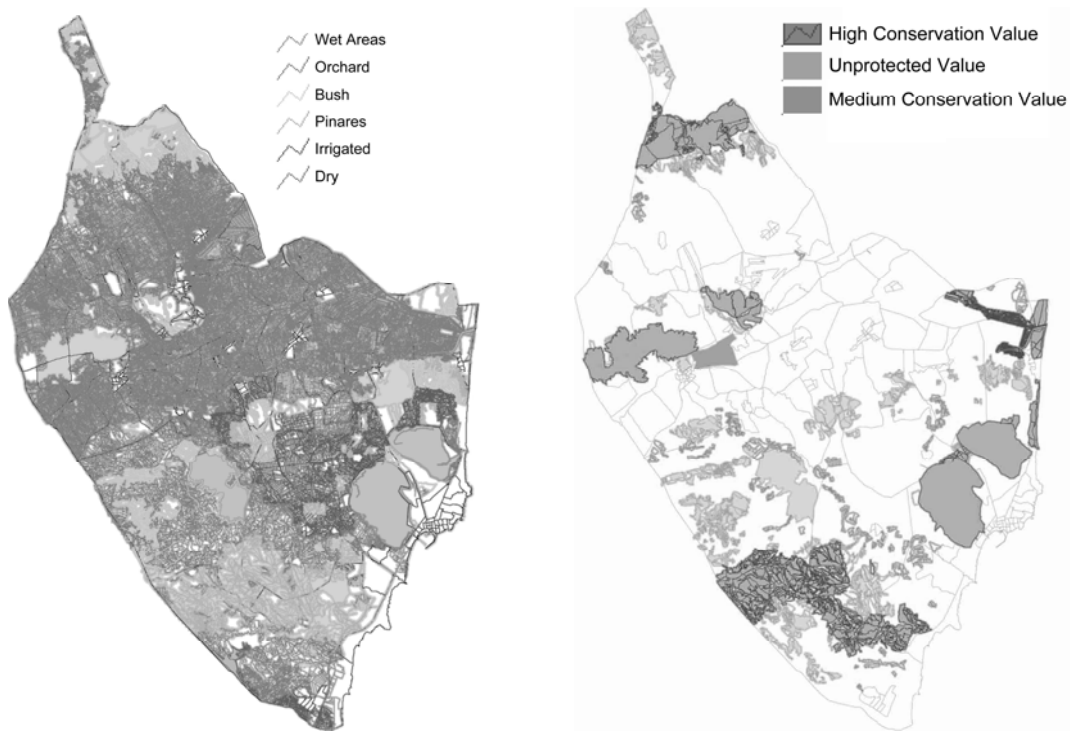 Wet Areas
Orchard
Bush
Pinares
Irrigated
Dry
High Conservation Value
Unprotected Value
Medium Conservation Value